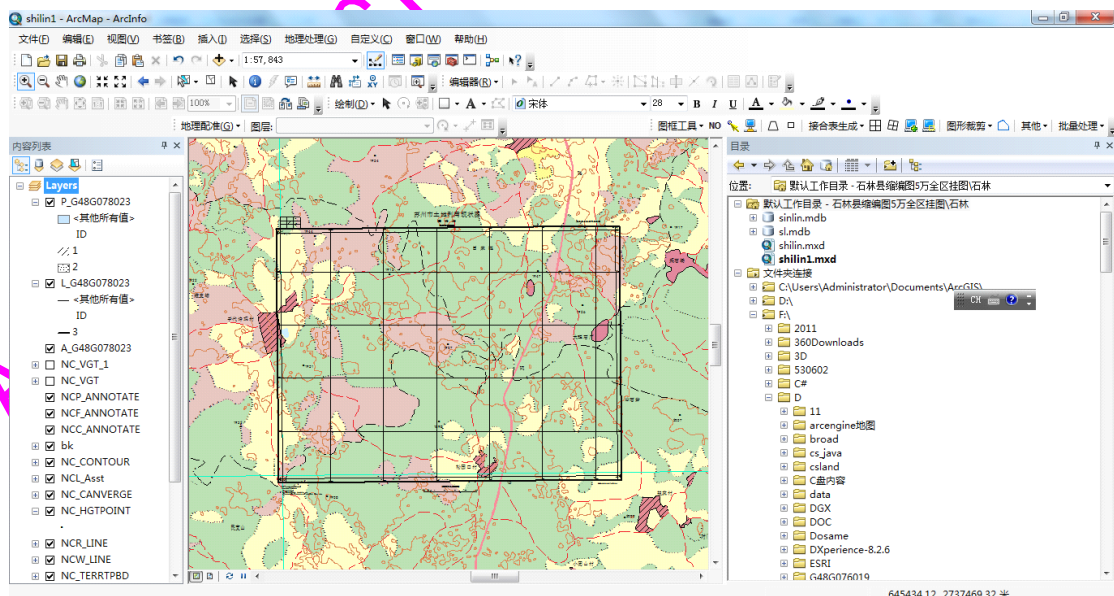 shilin1 - ArcMap - ArcInfo
文件(F) 编辑(E) 视图(V) 书签(B) 插入(I) 选择(S) 地理处理(G) 自定义(C) 窗口(W) 帮助(H)
1:57,843
编辑器(R)
100% 绘制(D) A 宋体 28 B I U A
地理配准(G) 图层: 图框工具 NO 接合表生成 图形裁剪 其他 批量处理
内容列表
Layers
P_G48G078023
<其他所有值>
ID
1
2
L_G48G078023
<其他所有值>
ID
3
A_G48G078023
NC_VGT_1
NC_VGT
NCP_ANNOTATE
NCF_ANNOTATE
NCC_ANNOTATE
bk
NC_CONTOUR
NCL_Asst
NC_CANVERGE
NC_HGTPOINT
NCR_LINE
NCW_LINE
NC_TERRTPBD
苏州市土地利用现状图
目录
位置: 默认工作目录 - 石林县缩编图5万全区挂图\石林
默认工作目录 - 石林县缩编图5万全区挂图\石林
sinlin.mdb
sl.mdb
shilin.mxd
shilin1.mxd
文件夹连接
C:\Users\Administrator\Documents\ArcGIS\
D:\
F:\
2011
360Downloads
3D
530602
C#
D
11
arcengine地图
broad
cs_java
csland
C盘内容
data
DGX
DOC
Dosame
DXperience-8.2.6
ESRI
G48G076019
CH
645434.12 2737469.32 米